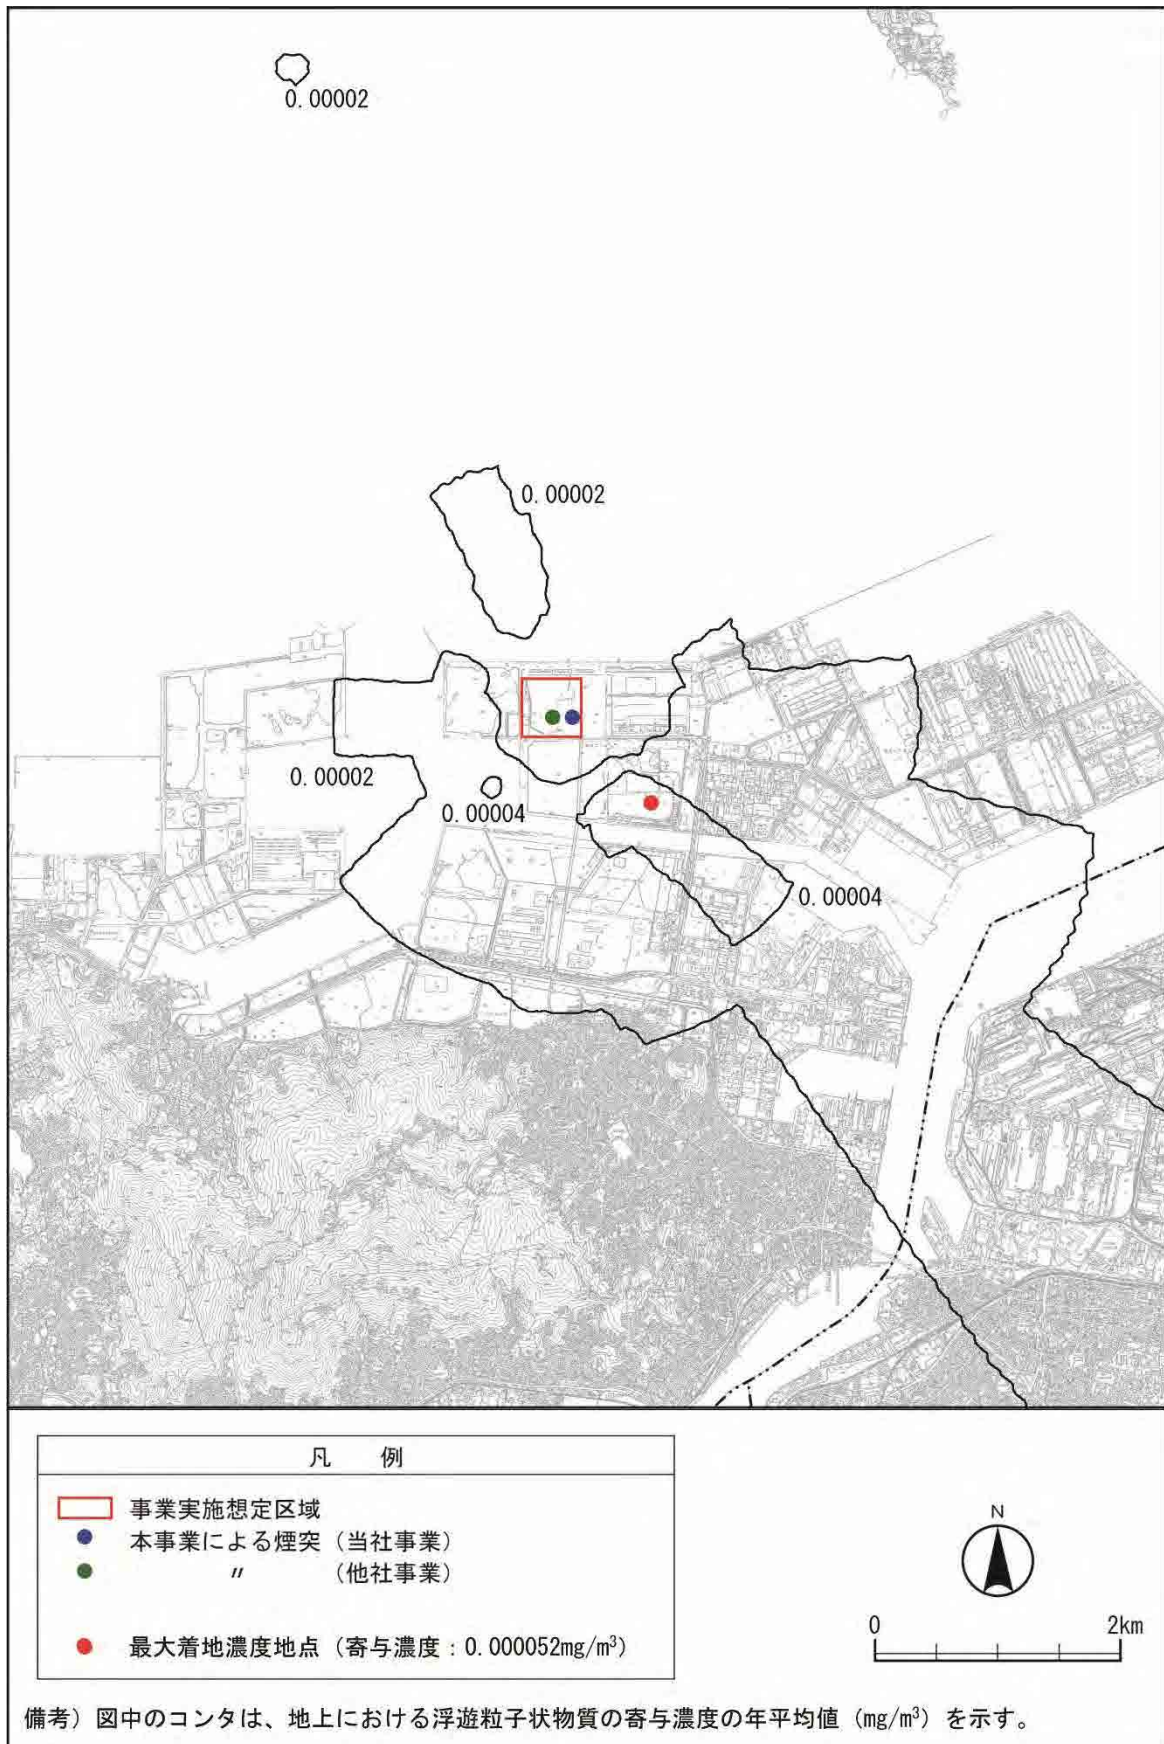 0.00002
0.00002
0.00002
0.00004
0.00004
凡 例
事業実施想定区域
本事業による煙突（当社事業）
〃 （他社事業）
最大着地濃度地点（寄与濃度：0.000052mg/m³）
N
0 2km
備考）図中のコンタは、地上における浮遊粒子状物質の寄与濃度の年平均値（mg/m³）を示す。